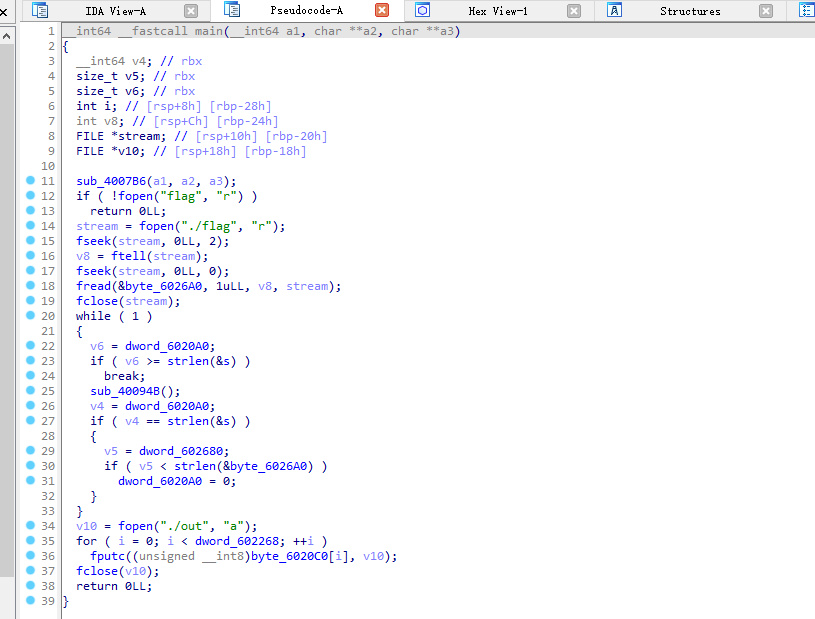 IDA View-A Pseudocode-A Hex View-1 Structures
1 __int64 __fastcall main(__int64 a1, char **a2, char **a3)
2 {
3 __int64 v4; // rbx
4 size_t v5; // rbx
5 size_t v6; // rbx
6 int i; // [rsp+8h] [rbp-28h]
7 int v8; // [rsp+Ch] [rbp-24h]
8 FILE *stream; // [rsp+10h] [rbp-20h]
9 FILE *v10; // [rsp+18h] [rbp-18h]
10
11 sub_4007B6(a1, a2, a3);
12 if ( !fopen("flag", "r") )
13 return 0LL;
14 stream = fopen("./flag", "r");
15 fseek(stream, 0LL, 2);
16 v8 = ftell(stream);
17 fseek(stream, 0LL, 0);
18 fread(&byte_6026A0, 1uLL, v8, stream);
19 fclose(stream);
20 while ( 1 )
21 {
22 v6 = dword_6020A0;
23 if ( v6 >= strlen(&s) )
24 break;
25 sub_40094B();
26 v4 = dword_6020A0;
27 if ( v4 == strlen(&s) )
28 {
29 v5 = dword_602680;
30 if ( v5 < strlen(&byte_6026A0) )
31 dword_6020A0 = 0;
32 }
33 }
34 v10 = fopen("./out", "a");
35 for ( i = 0; i < dword_602268; ++i )
36 fputc((unsigned __int8)byte_6020C0[i], v10);
37 fclose(v10);
38 return 0LL;
39 }